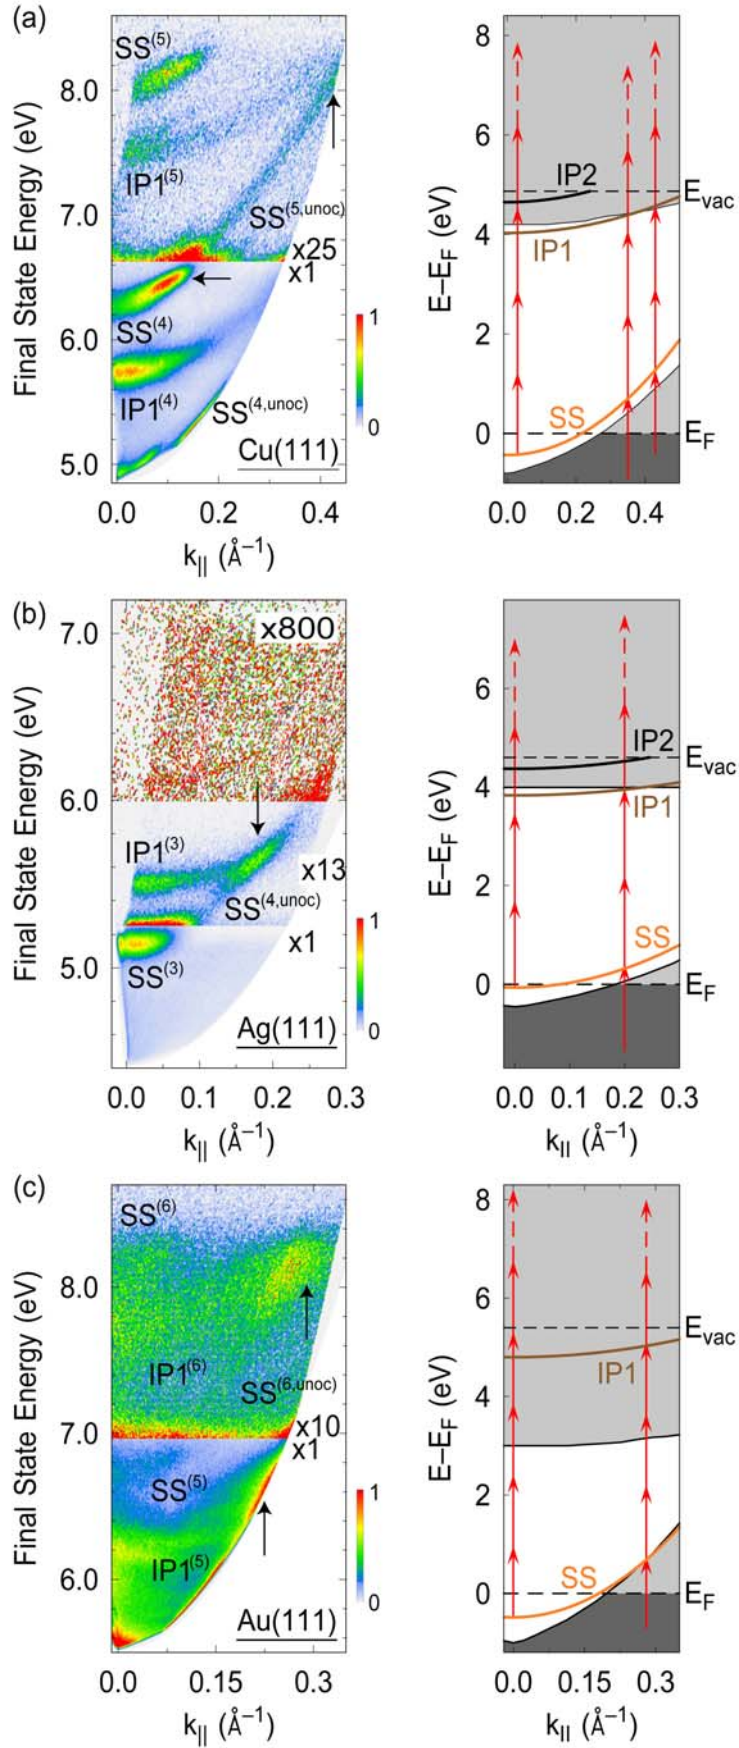 (a)
SS(5)
IP1(5)
SS(5,unoc)
x25
x1
SS(4)
IP1(4)
SS(4,unoc)
Cu(111)
8.0
7.0
6.0
5.0
Final State Energy (eV)
1
0
0.0 0.2 0.4
k|| (Å−1)
8
6
4
2
0
E−EF (eV)
IP2
Evac
IP1
SS
EF
0.0 0.2 0.4
k|| (Å−1)
(b)
x800
IP1(3)
x13
SS(4,unoc)
x1
SS(3)
Ag(111)
7.0
6.0
5.0
Final State Energy (eV)
1
0
0.0 0.1 0.2 0.3
k|| (Å−1)
6
4
2
0
E−EF (eV)
IP2
Evac
IP1
SS
EF
0.0 0.1 0.2 0.3
k|| (Å−1)
(c)
SS(6)
IP1(6)
SS(6,unoc)
x10
x1
SS(5)
IP1(5)
Au(111)
8.0
7.0
6.0
Final State Energy (eV)
1
0
0.0 0.15 0.3
k|| (Å−1)
8
6
4
2
0
E−EF (eV)
Evac
IP1
SS
EF
0.0 0.15 0.3
k|| (Å−1)